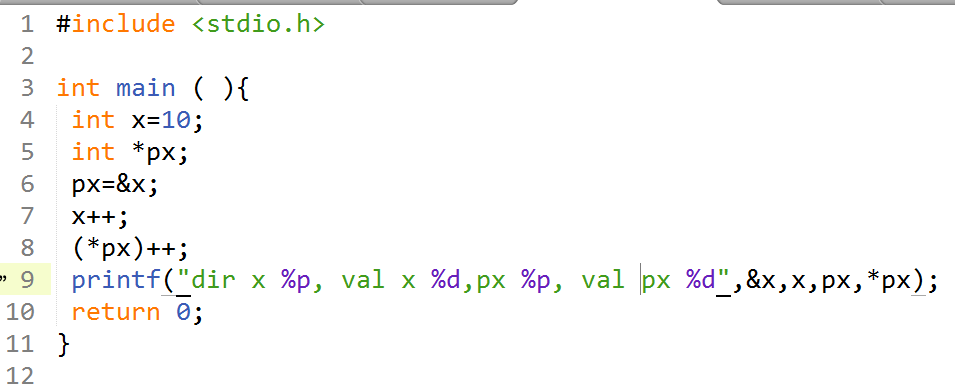 1 #include <stdio.h>
2
3 int main ( ){
4 int x=10;
5 int *px;
6 px=&x;
7 x++;
8 (*px)++;
9 printf("dir x %p, val x %d,px %p, val px %d",&x,x,px,*px);
10 return 0;
11 }
12